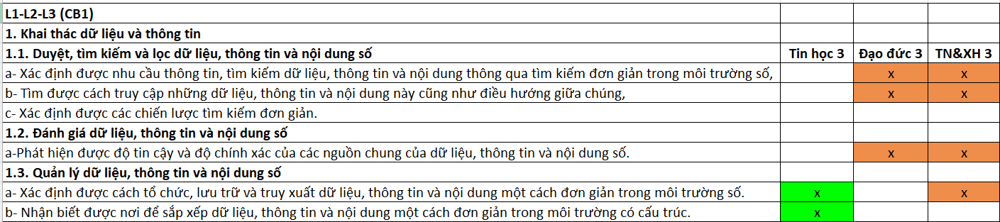 L1-L2-L3 (CB1)
1. Khai thác dữ liệu và thông tin
1.1. Duyệt, tìm kiếm và lọc dữ liệu, thông tin và nội dung số Tin học 3 Đạo đức 3 TN&XH 3
a- Xác định được nhu cầu thông tin, tìm kiếm dữ liệu, thông tin và nội dung thông qua tìm kiếm đơn giản trong môi trường số, x x
b- Tìm được cách truy cập những dữ liệu, thông tin và nội dung này cũng như điều hướng giữa chúng, x x
c- Xác định được các chiến lược tìm kiếm đơn giản.
1.2. Đánh giá dữ liệu, thông tin và nội dung số
a-Phát hiện được độ tin cậy và độ chính xác của các nguồn chung của dữ liệu, thông tin và nội dung số. x x
1.3. Quản lý dữ liệu, thông tin và nội dung số
a- Xác định được cách tổ chức, lưu trữ và truy xuất dữ liệu, thông tin và nội dung một cách đơn giản trong môi trường số. x x
b- Nhận biết được nơi để sắp xếp dữ liệu, thông tin và nội dung một cách đơn giản trong môi trường có cấu trúc. x